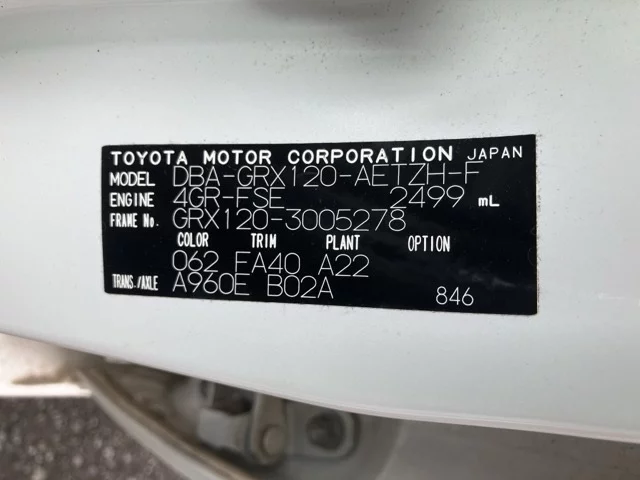 TOYOTA MOTOR CORPORATION JAPAN
MODEL DBA-GRX120-AETZH-F
ENGINE 4GR-FSE 2499 mL
FRAME No. GRX120-3005278
COLOR TRIM PLANT OPTION
062 FA40 A22
TRANS./AXLE A960E B02A
846